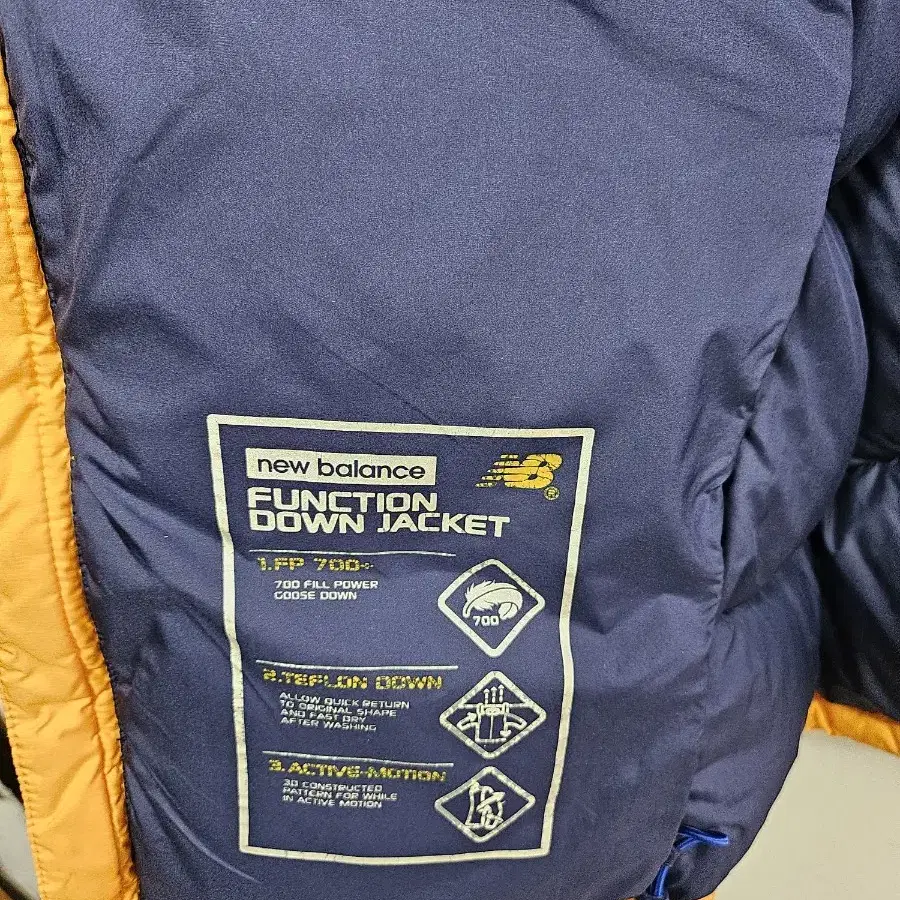 new balance NB
FUNCTION
DOWN JACKET
1.FP 700+
700 FILL POWER
GOOSE DOWN
700
2.TEFLON DOWN
ALLOW QUICK RETURN
TO ORIGINAL SHAPE
AND FAST DRY
AFTER WASHING
3.ACTIVE-MOTION
3D CONSTRUCTED
PATTERN FOR WHILE
IN ACTIVE MOTION